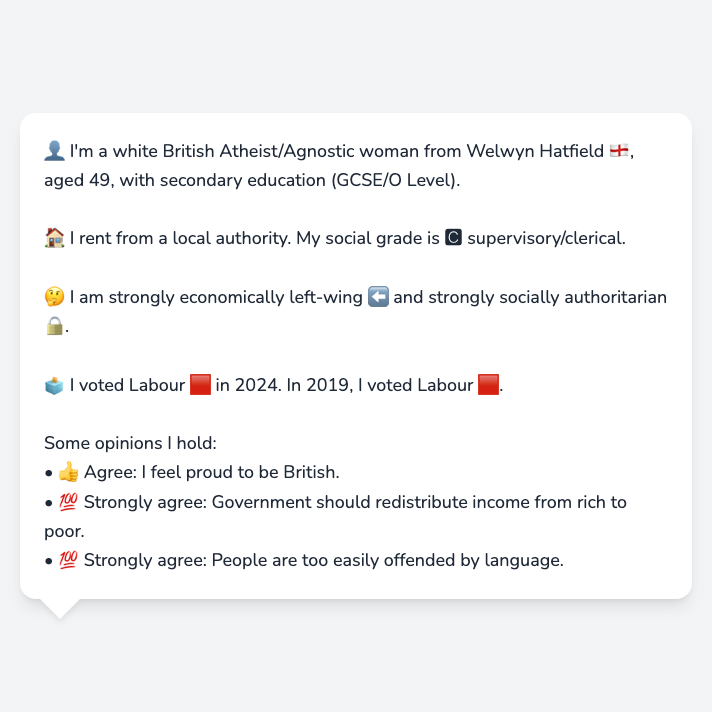 👤 I'm a white British Atheist/Agnostic woman from Welwyn Hatfield 🏴󠁧󠁢󠁥󠁮󠁧󠁿,
aged 49, with secondary education (GCSE/O Level).
🏠 I rent from a local authority. My social grade is 🅲 supervisory/clerical.
🤔 I am strongly economically left-wing ⬅️ and strongly socially authoritarian
🔒.
🗳️ I voted Labour 🟥 in 2024. In 2019, I voted Labour 🟥.
Some opinions I hold:
• 👍 Agree: I feel proud to be British.
• 💯 Strongly agree: Government should redistribute income from rich to
poor.
• 💯 Strongly agree: People are too easily offended by language.